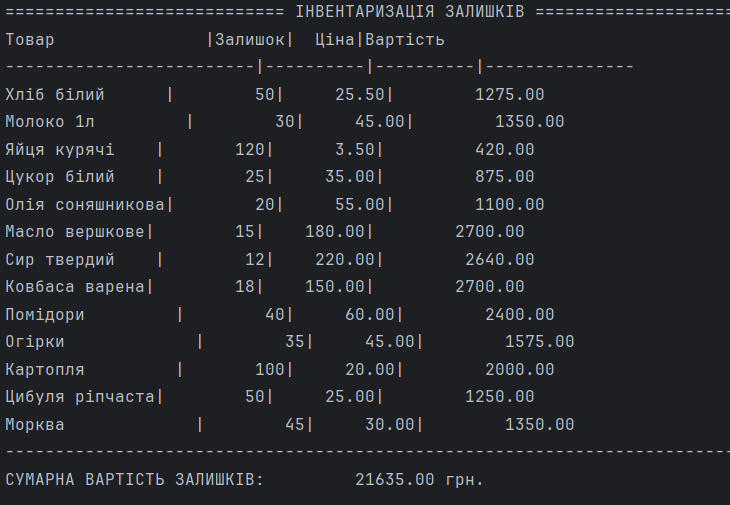 ============================ ІНВЕНТАРИЗАЦІЯ ЗАЛИШКІВ ====================
Товар               |Залишок|  Ціна|Вартість
-------------------------|----------|----------|---------------
Хліб білий      |        50|     25.50|        1275.00
Молоко 1л         |        30|     45.00|        1350.00
Яйця курячі    |       120|      3.50|         420.00
Цукор білий    |        25|     35.00|         875.00
Олія соняшникова|        20|     55.00|        1100.00
Масло вершкове|        15|    180.00|        2700.00
Сир твердий    |        12|    220.00|        2640.00
Ковбаса варена|        18|    150.00|        2700.00
Помідори         |        40|     60.00|        2400.00
Огірки             |        35|     45.00|        1575.00
Картопля         |       100|     20.00|        2000.00
Цибуля ріпчаста|        50|     25.00|        1250.00
Морква             |        45|     30.00|        1350.00
-------------------------------------------------------------------------
СУМАРНА ВАРТІСТЬ ЗАЛИШКІВ:         21635.00 грн.